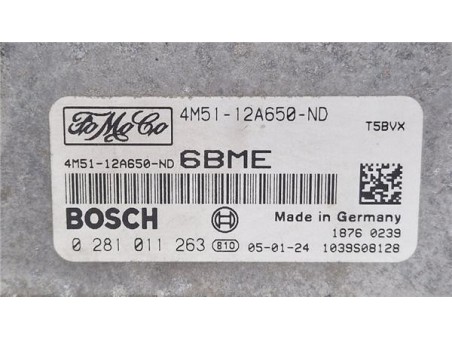 FoMoCo 4M51-12A650-ND T5BVX
4M51-12A650-ND 6BME
BOSCH Made in Germany
1876 0239
0 281 011 263 B10 05-01-24 1039S08128